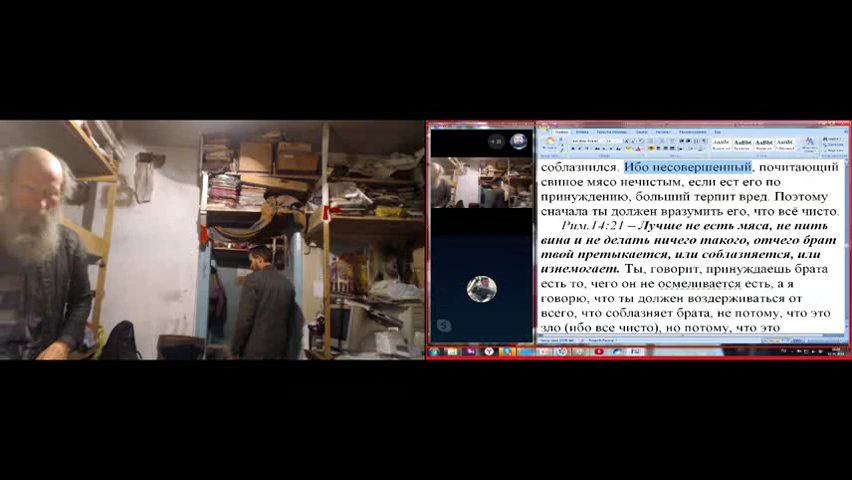 соблазнился. Ибо несовершенный, почитающий
свиное мясо нечистым, если ест его по
принуждению, больший терпит вред. Поэтому
сначала ты должен вразумить его, что всё чисто.
Рим.14:21 – Лучше не есть мяса, не пить
вина и не делать ничего такого, отчего брат
твой претыкается, или соблазняется, или
изнемогает. Ты, говорит, принуждаешь брата
есть то, чего он не осмеливается есть, а я
говорю, что ты должен воздерживаться от
всего, что соблазняет брата, не потому, что это
зло (ибо все чисто), но потому, что это